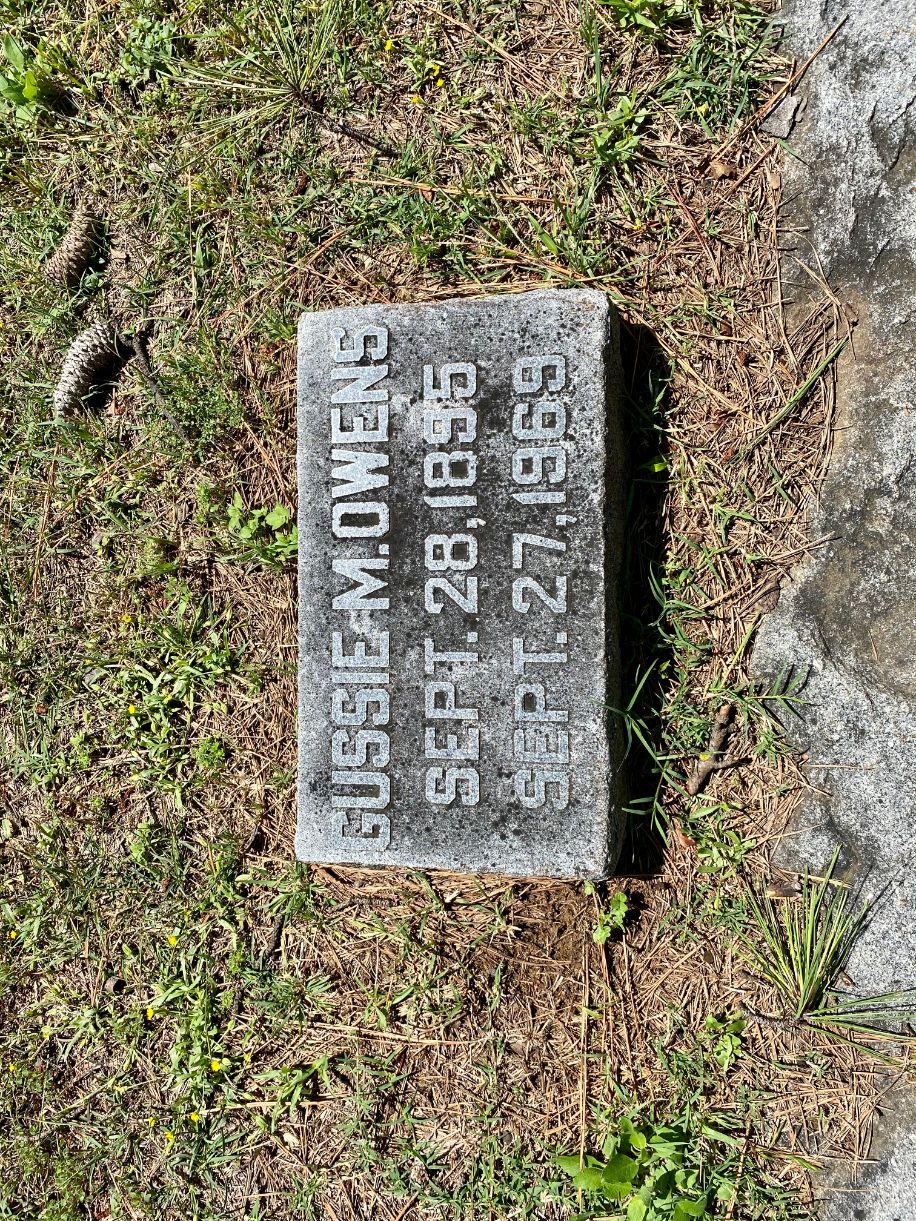 GUSSIE M. OWENS
SEPT. 28, 1895
SEPT. 27, 1969